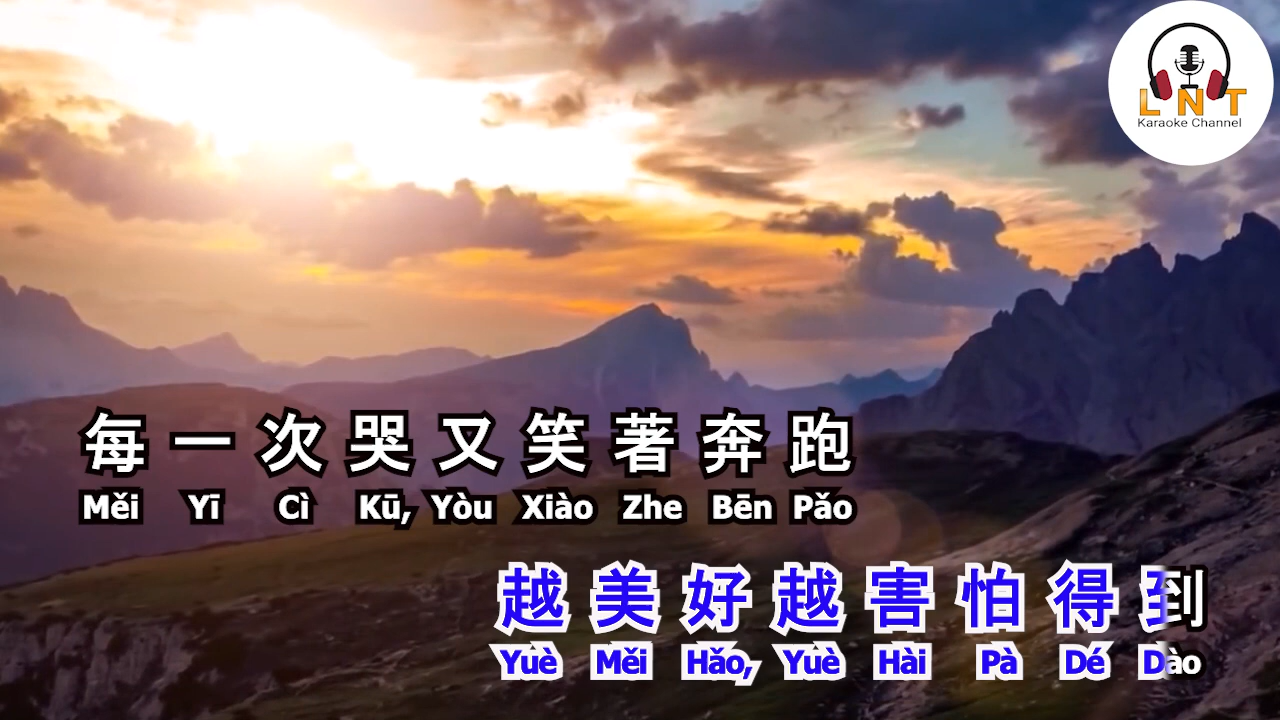 L N T
Karaoke Channel
每一次哭又笑著奔跑
Měi Yī Cì Kū, Yòu Xiào Zhe Bēn Pǎo
越美好越害怕得到
Yuè Měi Hǎo, Yuè Hài Pà Dé Dào